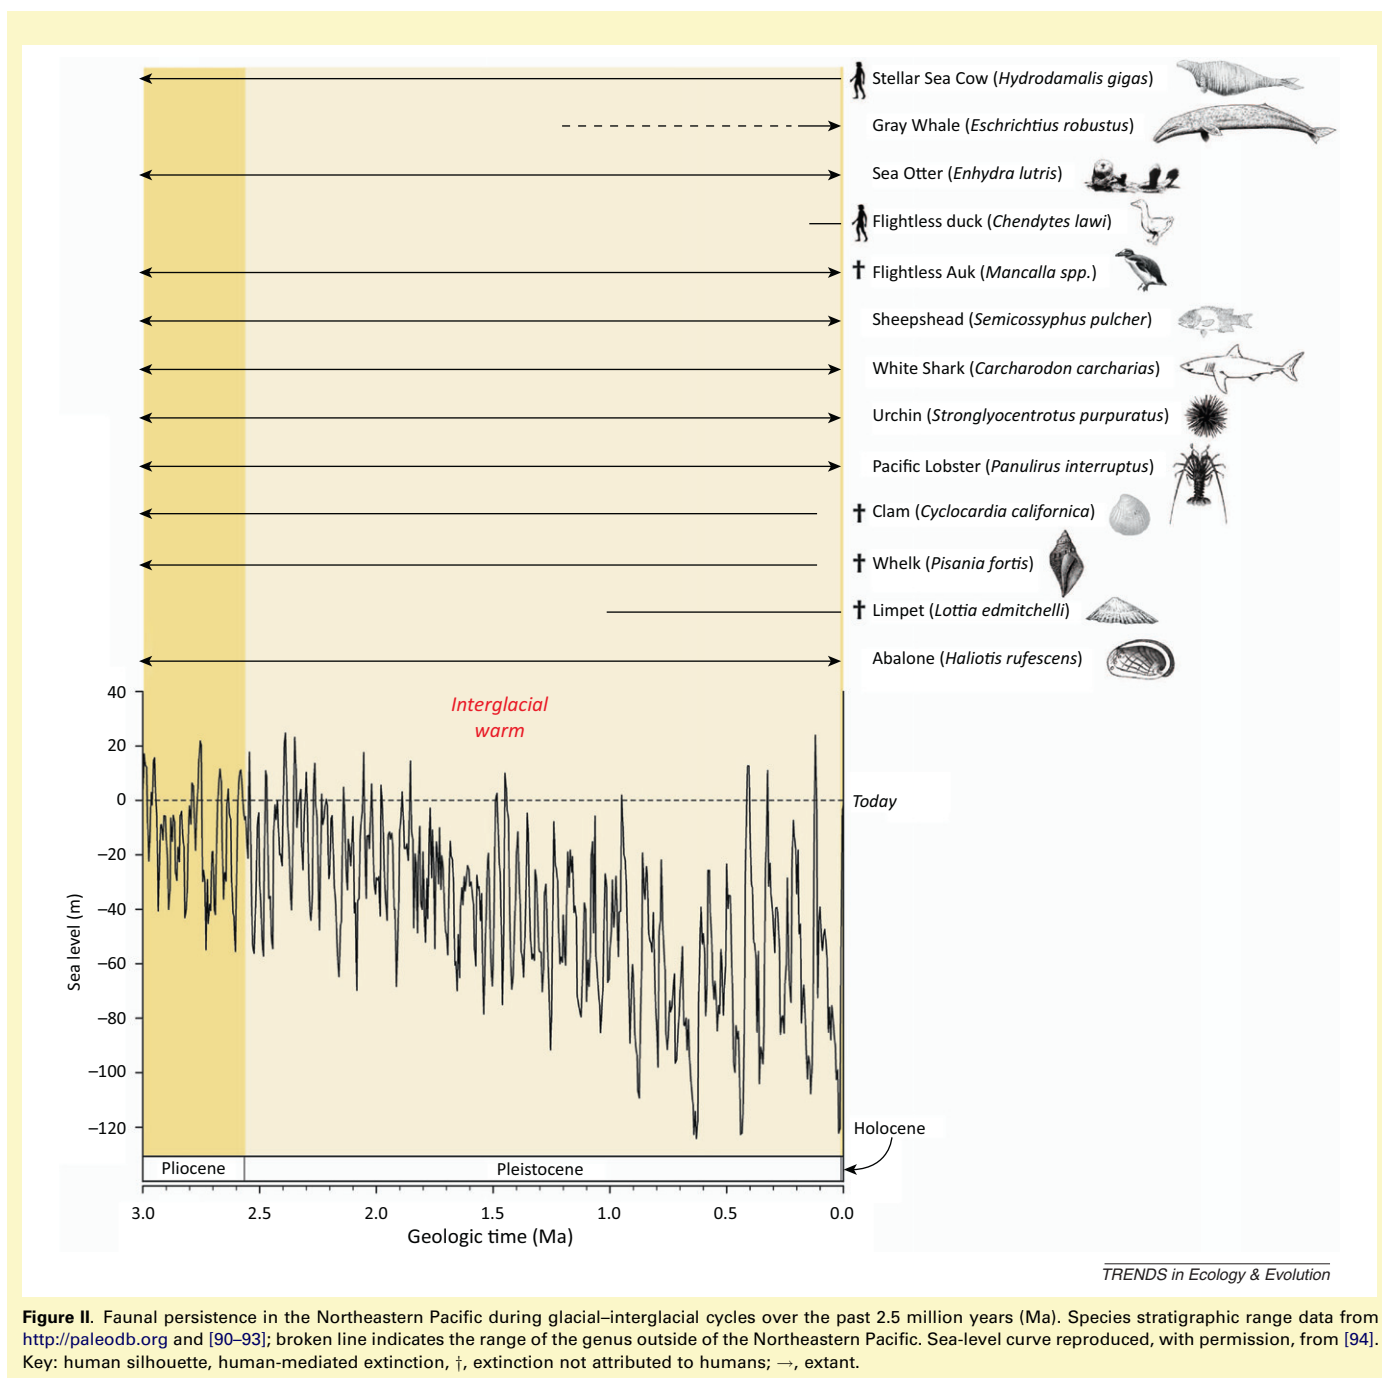 Stellar Sea Cow (Hydrodamalis gigas)
Gray Whale (Eschrichtius robustus)
Sea Otter (Enhydra lutris)
Flightless duck (Chendytes lawi)
† Flightless Auk (Mancalla spp.)
Sheepshead (Semicossyphus pulcher)
White Shark (Carcharodon carcharias)
Urchin (Stronglyocentrotus purpuratus)
Pacific Lobster (Panulirus interruptus)
† Clam (Cyclocardia californica)
† Whelk (Pisania fortis)
† Limpet (Lottia edmitchelli)
Abalone (Haliotis rufescens)
40
20
0
–20
–40
–60
–80
–100
–120
Sea level (m)
Interglacial
warm
Today
Holocene
Pliocene
Pleistocene
3.0
2.5
2.0
1.5
1.0
0.5
0.0
Geologic time (Ma)
TRENDS in Ecology & Evolution
Figure II. Faunal persistence in the Northeastern Pacific during glacial–interglacial cycles over the past 2.5 million years (Ma). Species stratigraphic range data from
http://paleodb.org and [90–93]; broken line indicates the range of the genus outside of the Northeastern Pacific. Sea-level curve reproduced, with permission, from [94].
Key: human silhouette, human-mediated extinction, †, extinction not attributed to humans; →, extant.